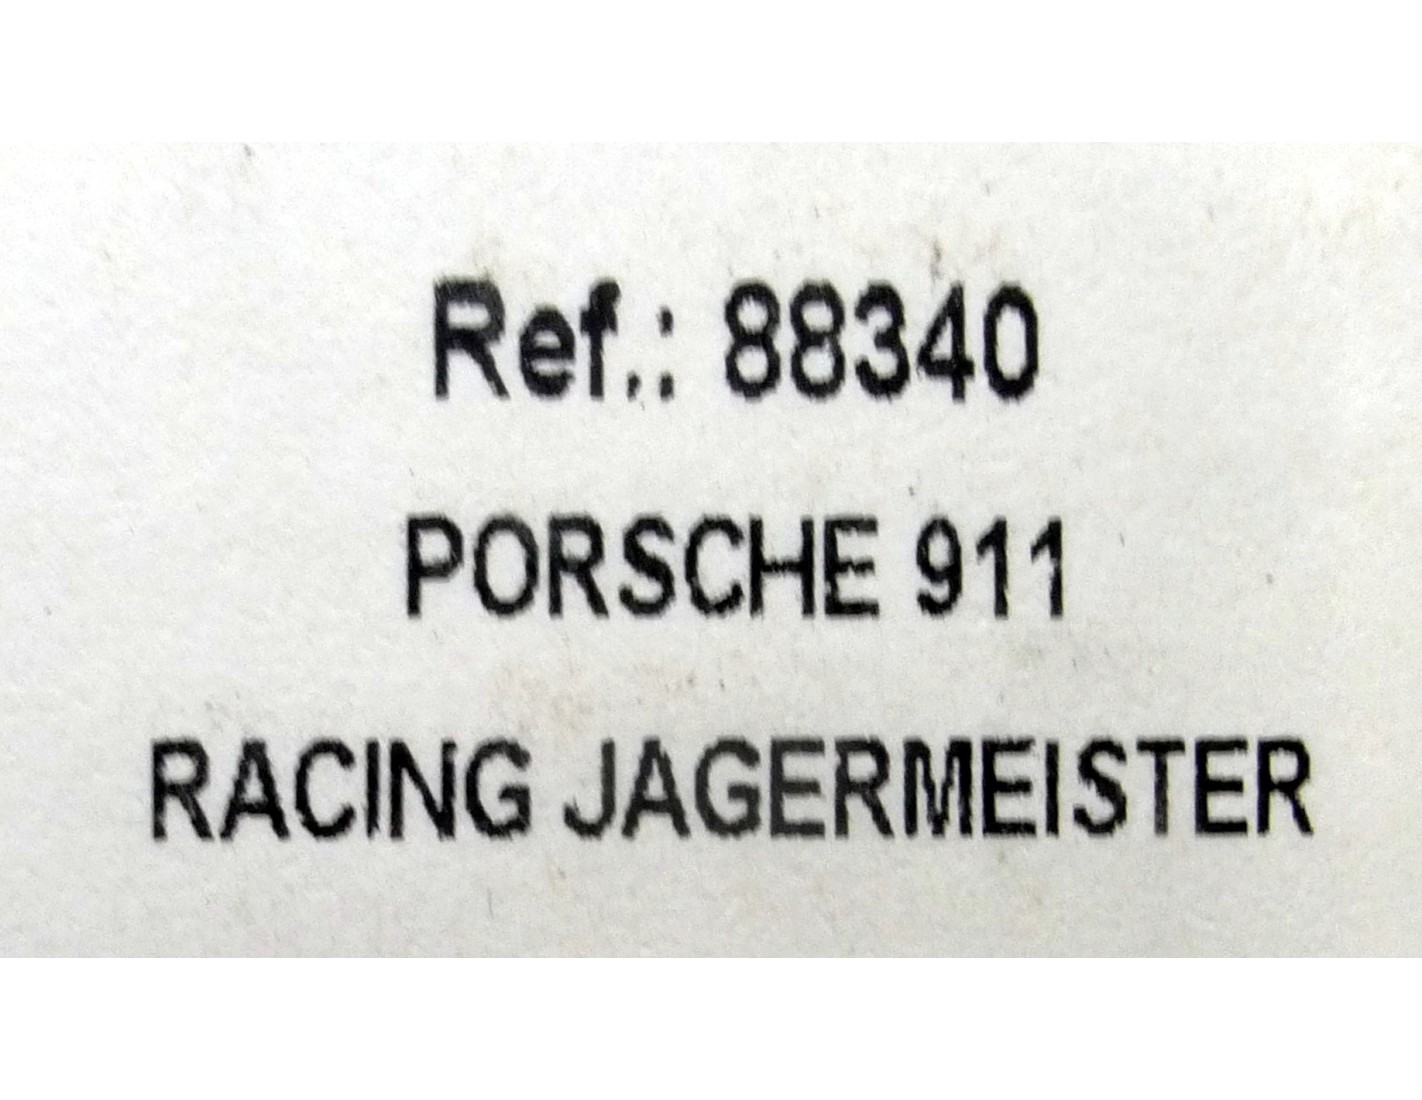 Ref.: 88340
PORSCHE 911
RACING JAGERMEISTER